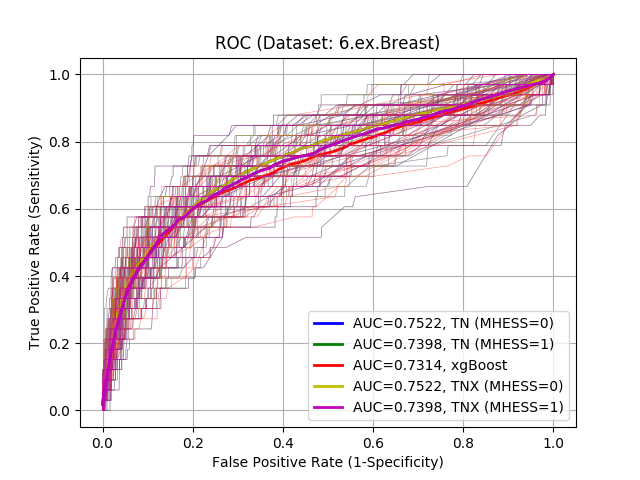 ROC (Dataset: 6.ex.Breast)
1.0
0.8
0.6
0.4
0.2
0.0
True Positive Rate (Sensitivity)
AUC=0.7522, TN (MHESS=0)
AUC=0.7398, TN (MHESS=1)
AUC=0.7314, xgBoost
AUC=0.7522, TNX (MHESS=0)
AUC=0.7398, TNX (MHESS=1)
0.0 0.2 0.4 0.6 0.8 1.0
False Positive Rate (1-Specificity)